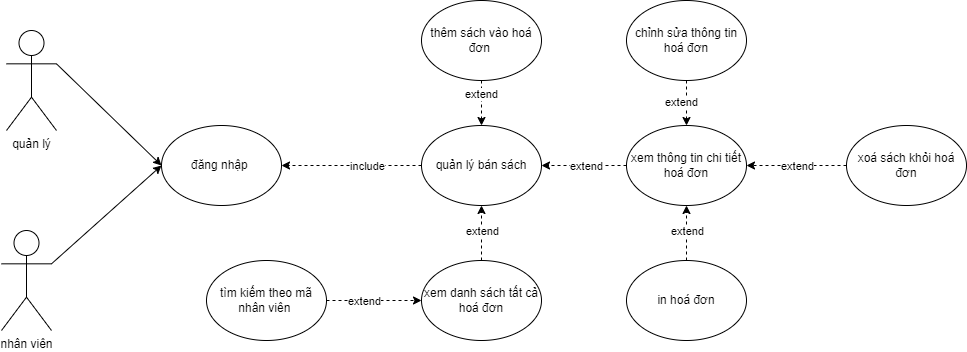 thêm sách vào hoá
đơn
chỉnh sửa thông tin
hoá đơn
extend
extend
quản lý
đăng nhập
include
quản lý bán sách
extend
xem thông tin chi tiết
hoá đơn
extend
xoá sách khỏi hoá
đơn
extend
extend
tìm kiếm theo mã
nhân viên
extend
xem danh sách tất cả
hoá đơn
in hoá đơn
nhân viên